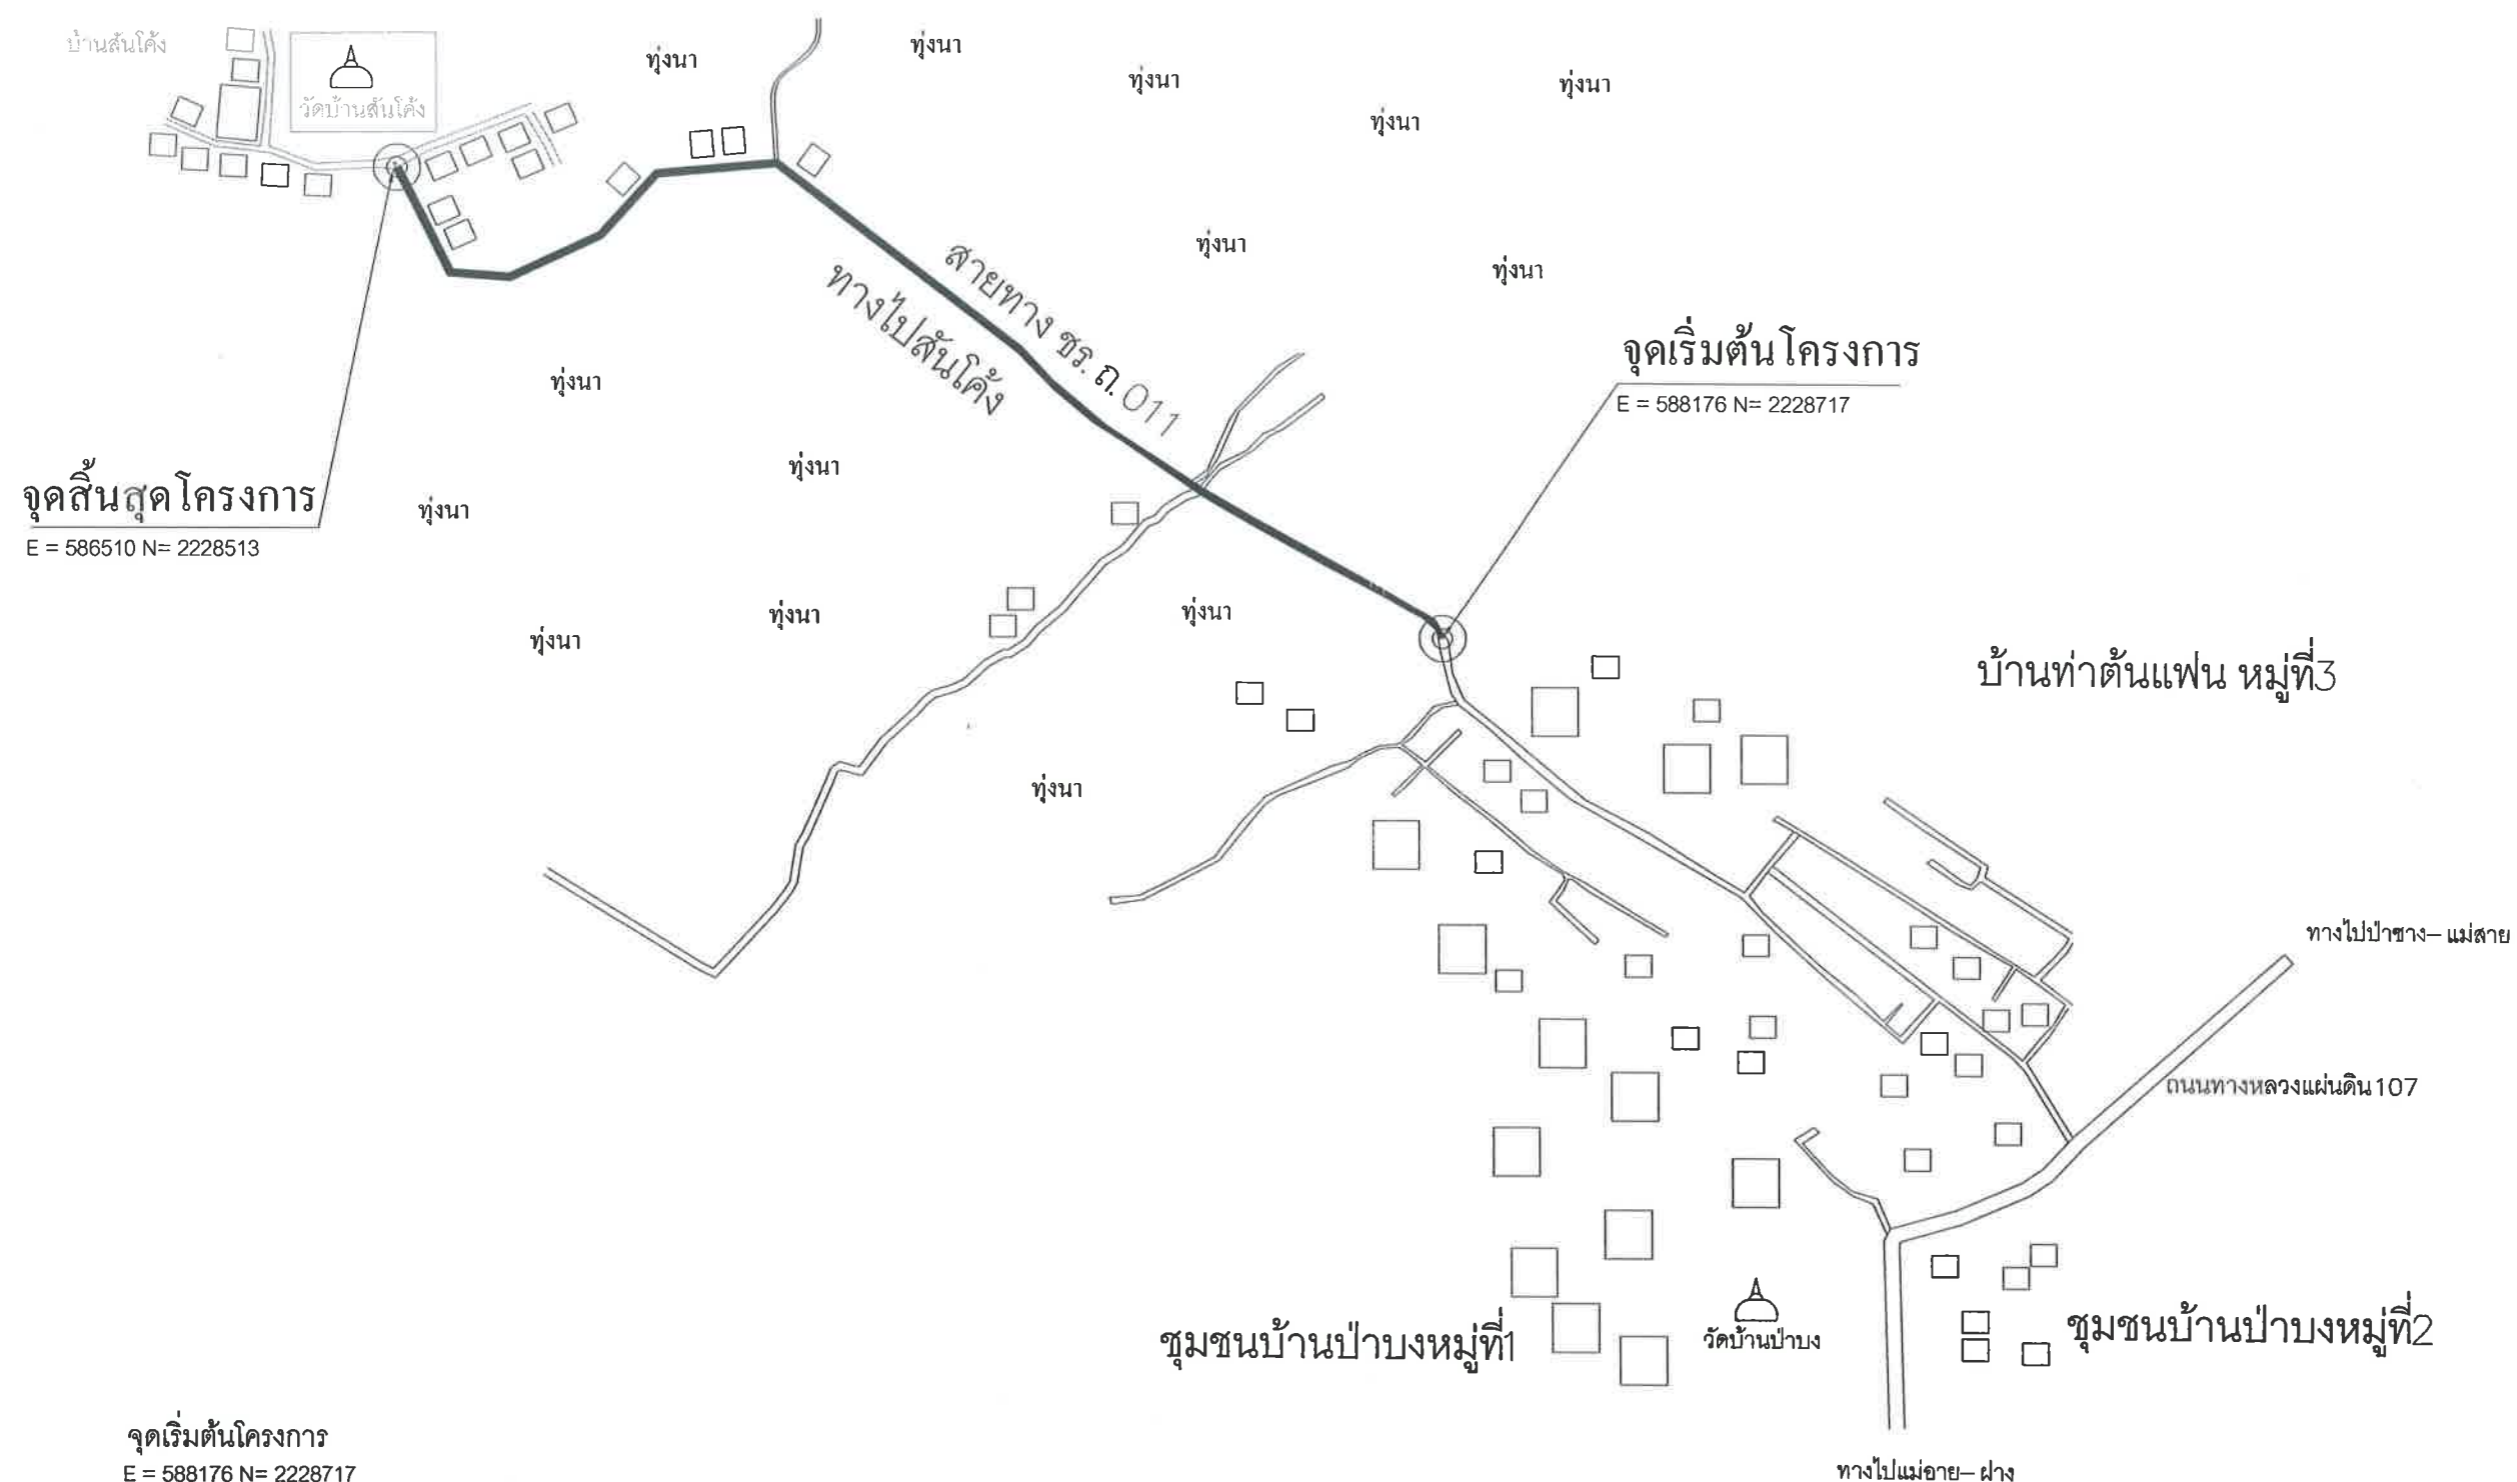 บ้านสันโค้ง
วัดบ้านสันโค้ง
ทุ่งนา
ทุ่งนา
ทุ่งนา
ทุ่งนา
ทุ่งนา
ทุ่งนา
ทุ่งนา
สายทาง ชร. ถ. 011
ทางไปสันโค้ง
จุดเริ่มต้นโครงการ
E = 588176 N= 2228717
ทุ่งนา
ทุ่งนา
จุดสิ้นสุดโครงการ
E = 586510 N= 2228513
ทุ่งนา
ทุ่งนา
ทุ่งนา
ทุ่งนา
บ้านท่าต้นแฟน หมู่ที่3
ทุ่งนา
ทางไปป่าซาง– แม่สาย
ถนนทางหลวงแผ่นดิน107
ชุมชนบ้านป่าบงหมู่ที่1
วัดบ้านป่าบง
ชุมชนบ้านป่าบงหมู่ที่2
จุดเริ่มต้นโครงการ
E = 588176 N= 2228717
ทางไปแม่อาย– ฝาง